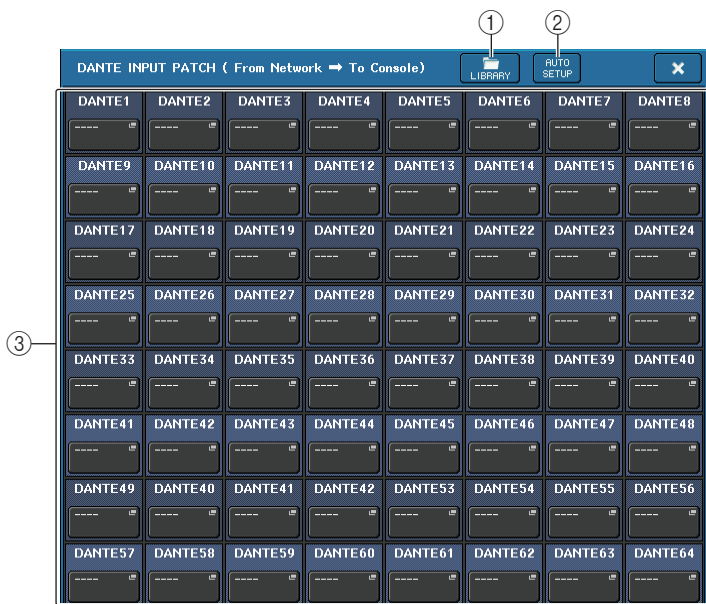 ① ②
DANTE INPUT PATCH ( From Network ➡ To Console) LIBRARY AUTO SETUP ×
DANTE1 DANTE2 DANTE3 DANTE4 DANTE5 DANTE6 DANTE7 DANTE8
---- ---- ---- ---- ---- ---- ---- ----
DANTE9 DANTE10 DANTE11 DANTE12 DANTE13 DANTE14 DANTE15 DANTE16
---- ---- ---- ---- ---- ---- ---- ----
DANTE17 DANTE18 DANTE19 DANTE20 DANTE21 DANTE22 DANTE23 DANTE24
---- ---- ---- ---- ---- ---- ---- ----
DANTE25 DANTE26 DANTE27 DANTE28 DANTE29 DANTE30 DANTE31 DANTE32
---- ---- ---- ---- ---- ---- ---- ----
③
DANTE33 DANTE34 DANTE35 DANTE36 DANTE37 DANTE38 DANTE39 DANTE40
---- ---- ---- ---- ---- ---- ---- ----
DANTE41 DANTE42 DANTE43 DANTE44 DANTE45 DANTE46 DANTE47 DANTE48
---- ---- ---- ---- ---- ---- ---- ----
DANTE49 DANTE40 DANTE41 DANTE42 DANTE53 DANTE54 DANTE55 DANTE56
---- ---- ---- ---- ---- ---- ---- ----
DANTE57 DANTE58 DANTE59 DANTE60 DANTE61 DANTE62 DANTE63 DANTE64
---- ---- ---- ---- ---- ---- ---- ----